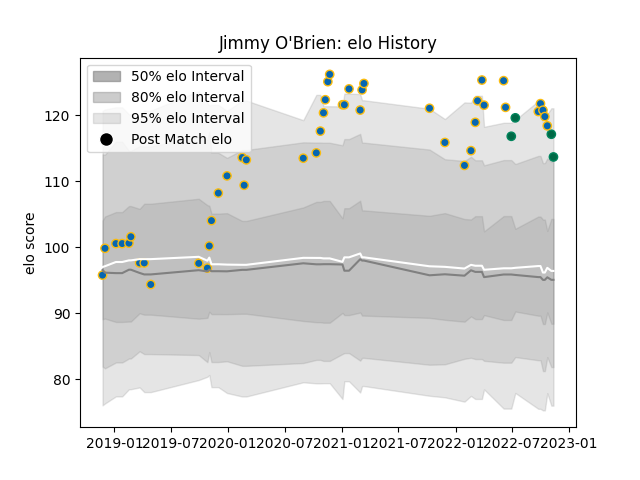 Jimmy O'Brien: elo History
50% elo Interval
80% elo Interval
95% elo Interval
Post Match elo
elo score
120
110
100
90
80
2019-01 2019-07 2020-01 2020-07 2021-01 2021-07 2022-01 2022-07 2023-01